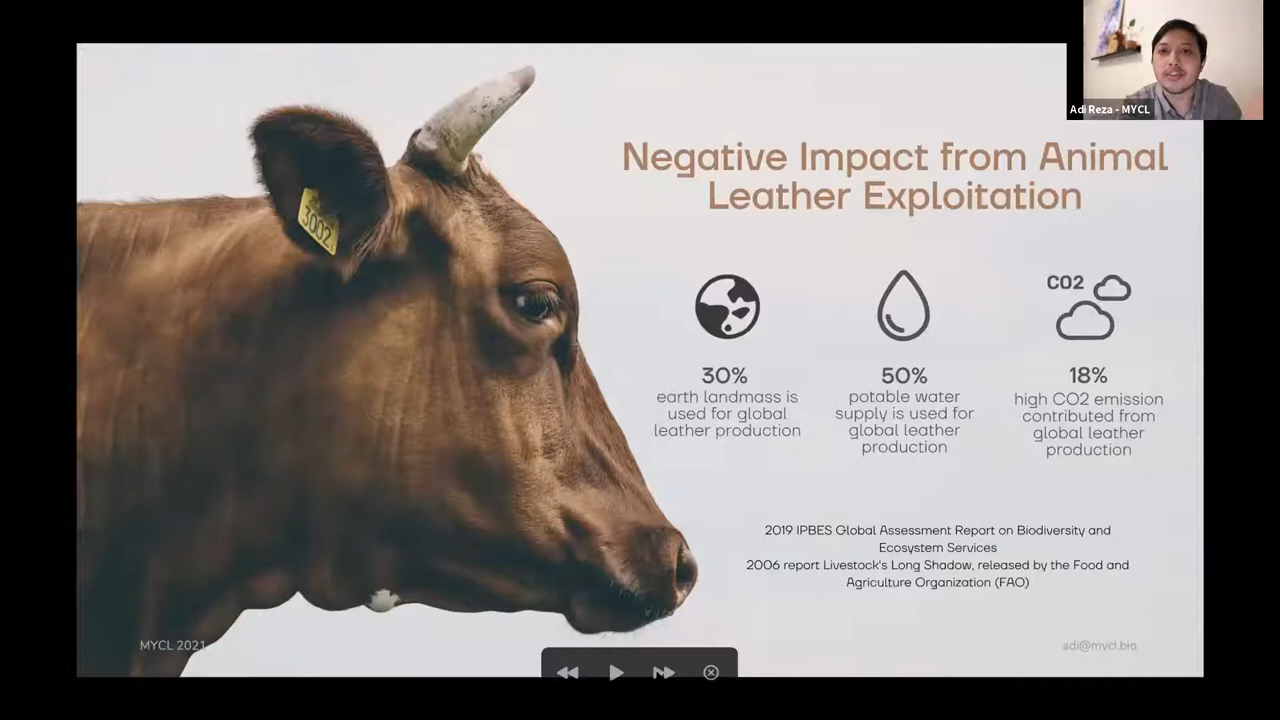 Adi Reza - MYCL
Negative Impact from Animal
Leather Exploitation
CO2
30%
earth landmass is
used for global
leather production
50%
potable water
supply is used for
global leather
production
18%
high CO2 emission
contributed from
global leather
production
2019 IPBES Global Assessment Report on Biodiversity and
Ecosystem Services
2006 report Livestock's Long Shadow, released by the Food and
Agriculture Organization (FAO)
3002
MYCL 2021
adi@mycl.bio